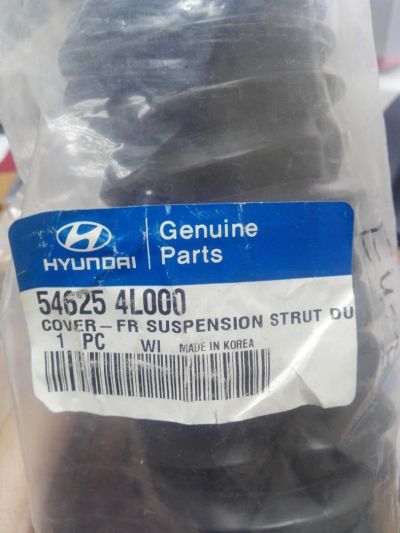 Genuine
HYUNDAI Parts
54625 4L000
COVER-FR SUSPENSION STRUT DU
1 PC WI MADE IN KOREA